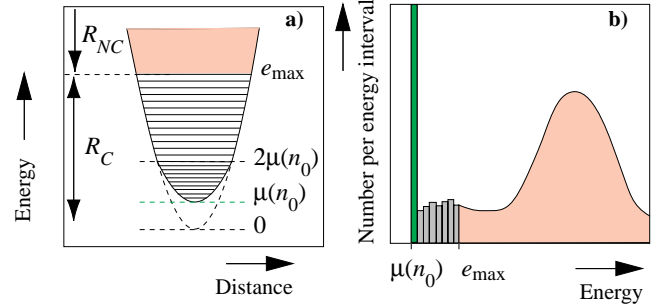 a)
R_NC
e_max
R_C
2μ(n_0)
μ(n_0)
0
Energy
Distance
b)
Number per energy interval
μ(n_0)
e_max
Energy